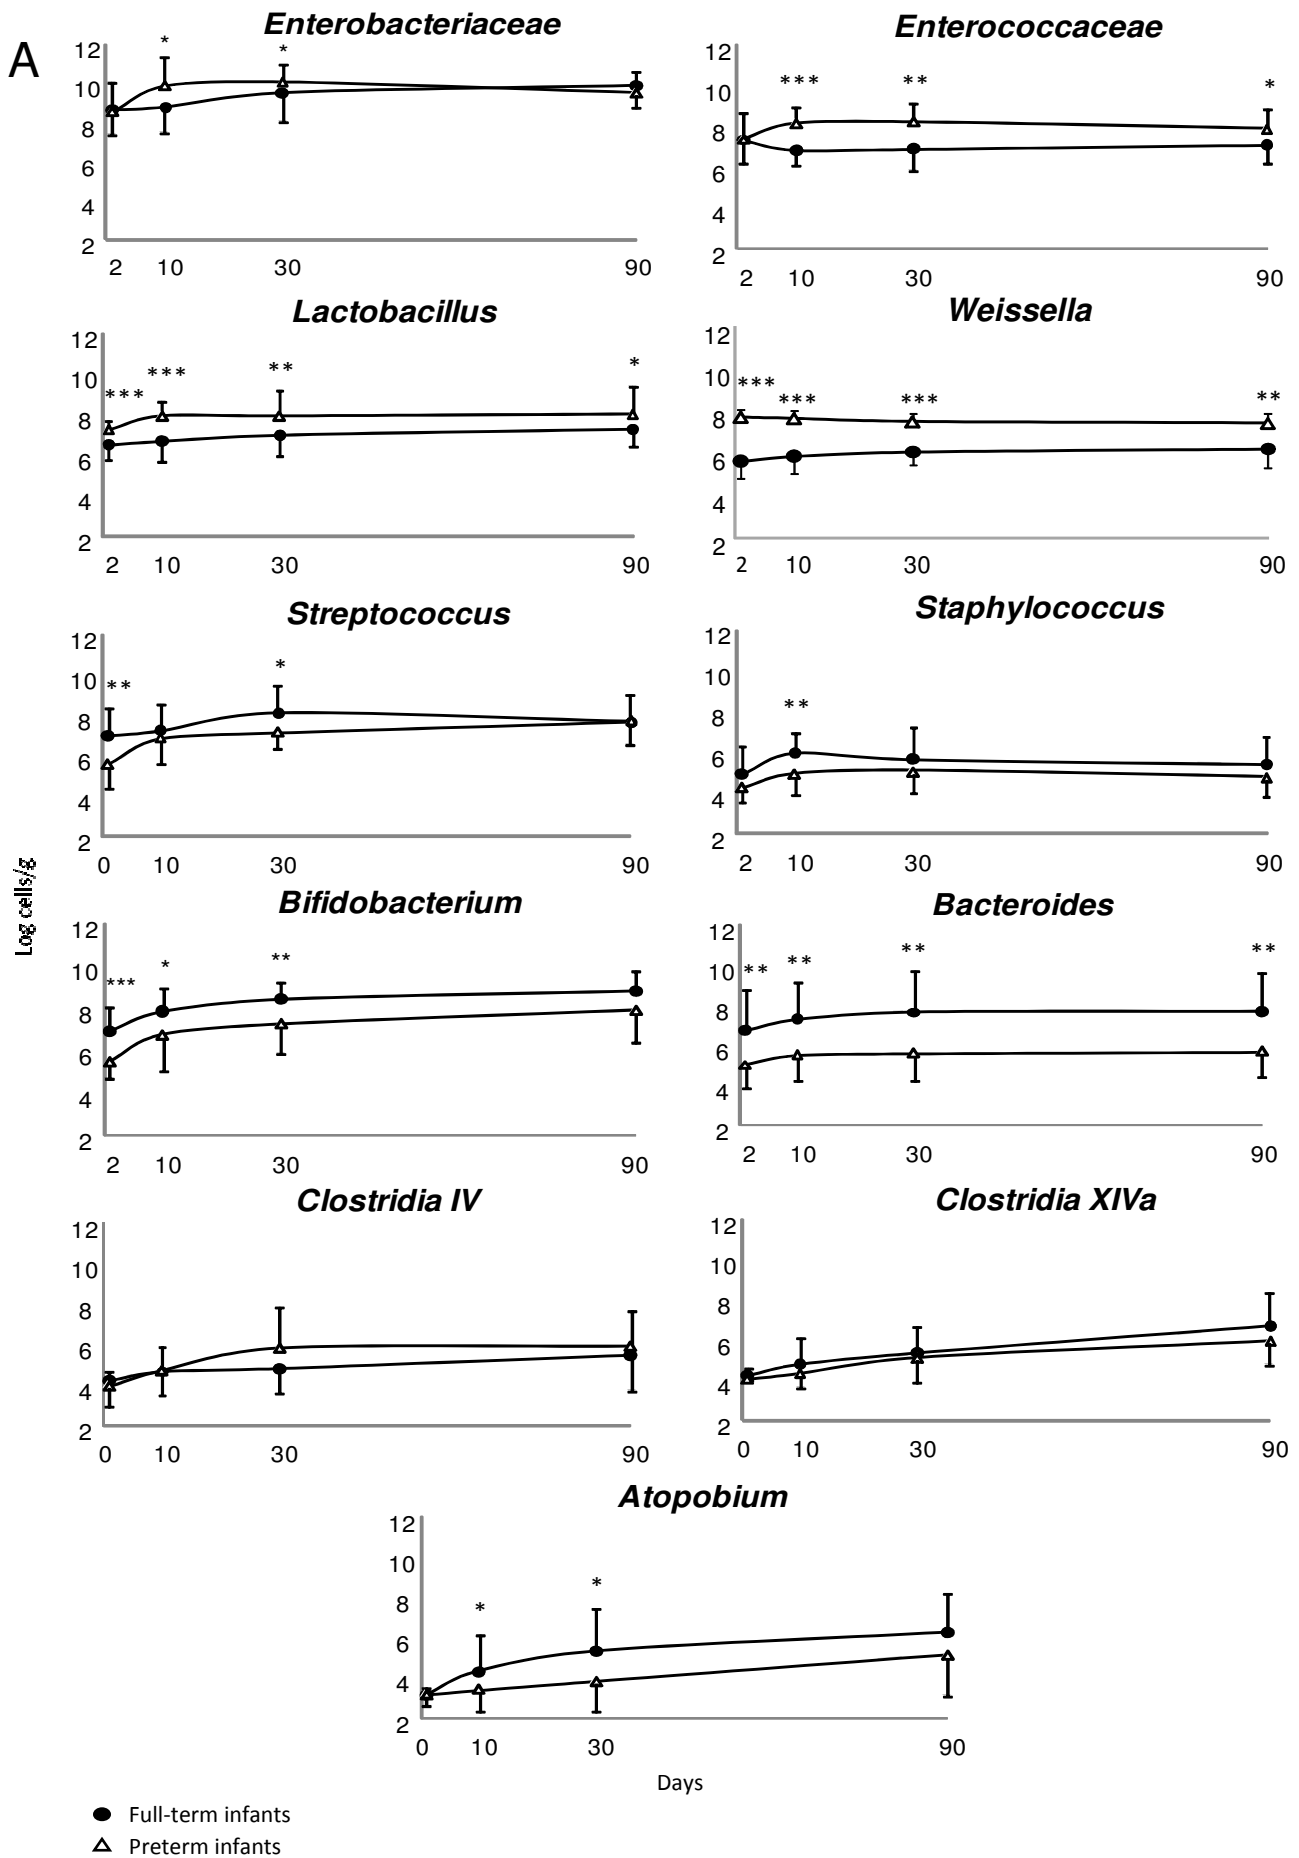 A
Enterobacteriaceae
12
10
8
6
4
2
* *
2 10 30 90
Enterococcaceae
12
10
8
6
4
2
*** ** *
2 10 30 90
Lactobacillus
12
10
8
6
4
2
*** *** ** *
2 10 30 90
Weissella
12
10
8
6
4
2
*** *** *** **
2 10 30 90
Streptococcus
12
10
8
6
4
2
** *
0 10 30 90
Staphylococcus
12
10
8
6
4
2
**
2 10 30 90
Log cells/g
Bifidobacterium
12
10
8
6
4
2
*** * **
2 10 30 90
Bacteroides
12
10
8
6
4
2
** ** ** **
2 10 30 90
Clostridia IV
12
10
8
6
4
2
0 10 30 90
Clostridia XIVa
12
10
8
6
4
2
0 10 30 90
Atopobium
12
10
8
6
4
2
* *
0 10 30 90
Days
Full-term infants
Preterm infants